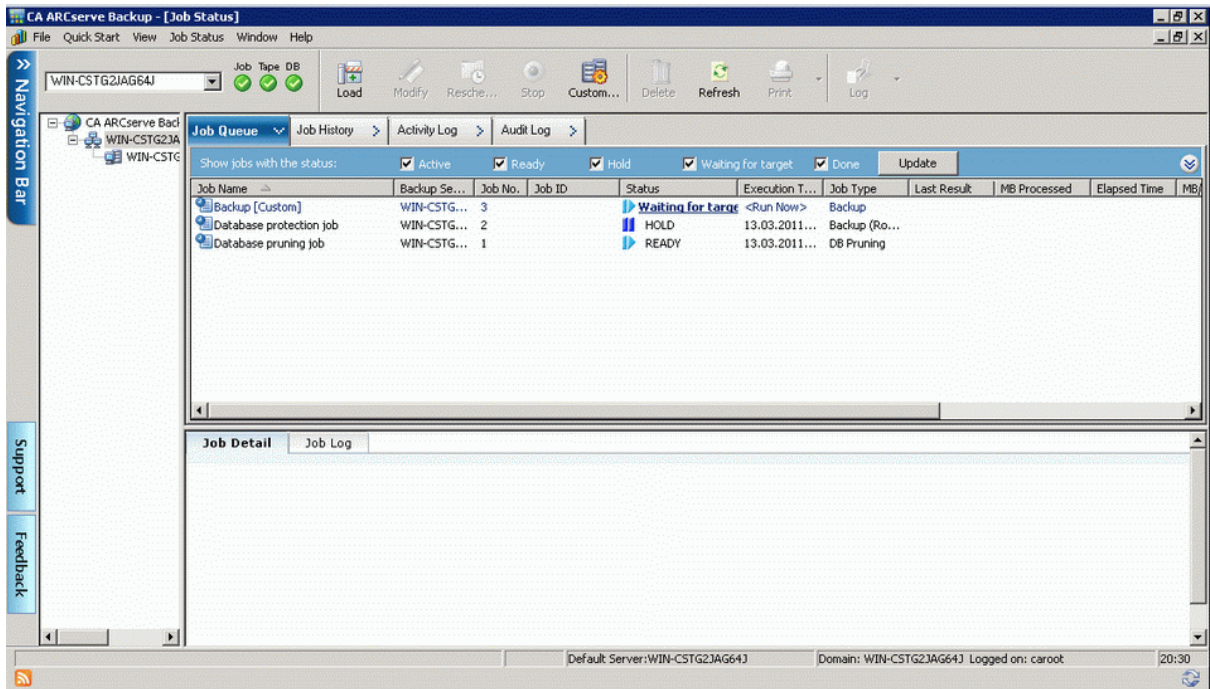 CA ARCserve Backup - [Job Status]
File Quick Start View Job Status Window Help
WIN-CSTG2JAG64J
Job Tape DB
Load Modify Resche... Stop Custom... Delete Refresh Print Log
Navigation Bar
CA ARCserve Back
WIN-CSTG2JA
WIN-CSTG
Job Queue Job History Activity Log Audit Log
Show jobs with the status: Active Ready Hold Waiting for target Done Update
Job Name Backup Se... Job No. Job ID Status Execution T... Job Type Last Result MB Processed Elapsed Time MB/
Backup [Custom] WIN-CSTG... 3 Waiting for targe <Run Now> Backup
Database protection job WIN-CSTG... 2 HOLD 13.03.2011... Backup (Ro...
Database pruning job WIN-CSTG... 1 READY 13.03.2011... DB Pruning
Job Detail Job Log
Support
Feedback
Default Server:WIN-CSTG2JAG64J Domain: WIN-CSTG2JAG64J Logged on: caroot 20:30